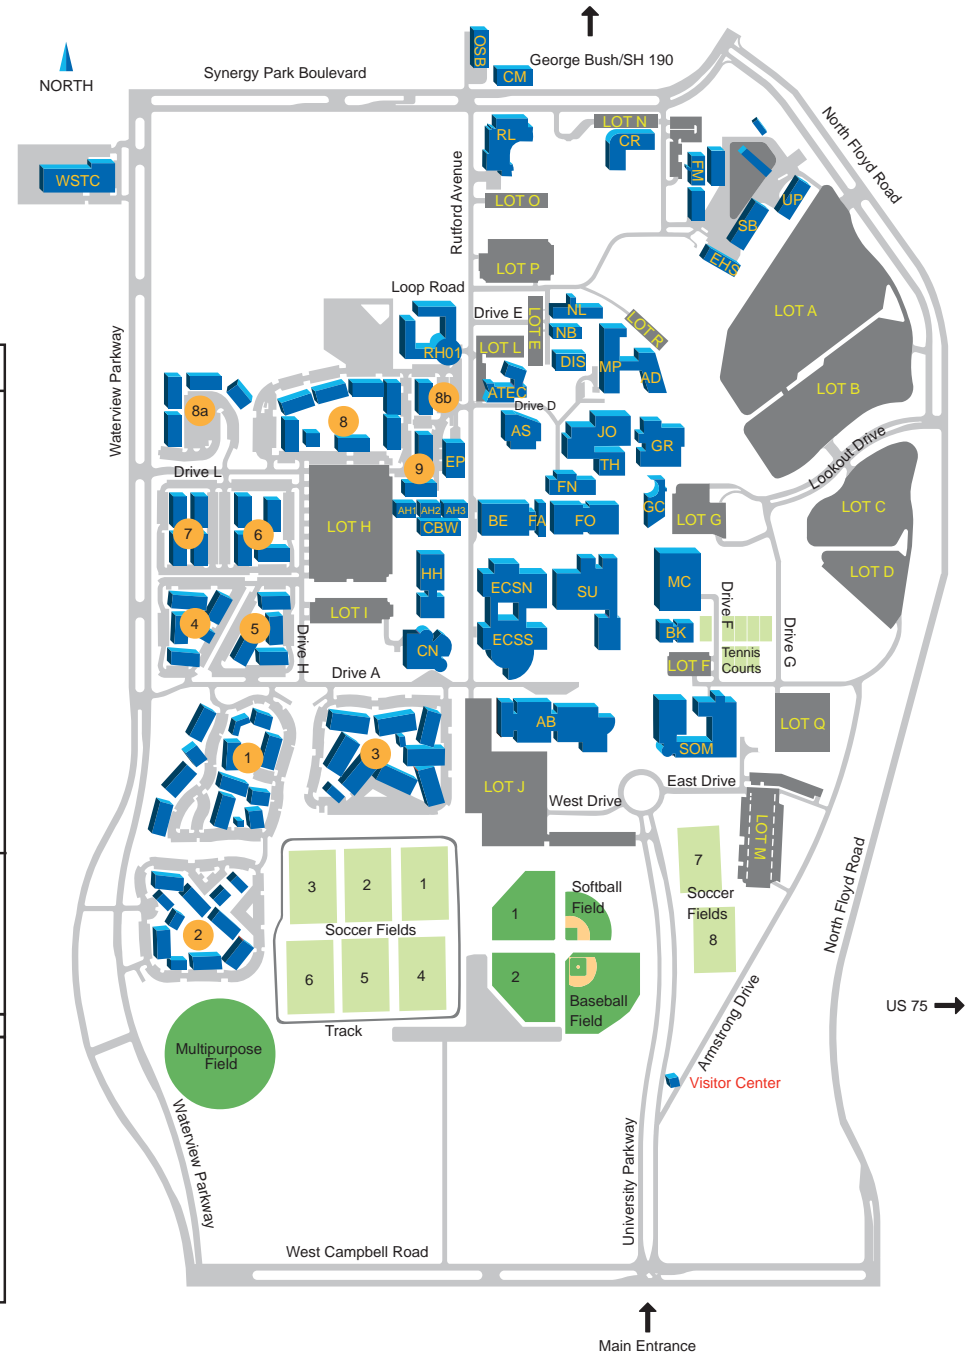 OSB
George Bush/SH 190
CM
NORTH
Synergy Park Boulevard
North Floyd Road
LOT N
RL
CR
WSTC
FM
Rutford Avenue
UP
LOT O
SB
EHS
LOT P
Loop Road
LOT A
Drive E
LOT E
NL
LOT R
NB
RH01
LOT L
DIS
MP
AD
Waterview Parkway
LOT B
ATEC
8b
Drive D
8a
8
AS
JO
GR
Lookout Drive
TH
EP
9
Drive L
FN
GC
LOT C
AH1
AH2
AH3
BE
FA
FO
LOT G
LOT H
CBW
7
6
LOT D
HH
ECSN
SU
MC
Drive F
LOT I
4
5
BK
Drive G
Drive H
ECSS
CN
Tennis
Courts
LOT F
Drive A
AB
LOT Q
SOM
1
3
East Drive
LOT J
West Drive
LOT M
7
Soccer
Fields
8
3
2
1
Softball
Field
1
Soccer Fields
2
6
5
4
2
Baseball
Field
North Floyd Road
US 75
Track
Armstrong Drive
Multipurpose
Field
Visitor Center
Waterview Parkway
University Parkway
West Campbell Road
Main Entrance